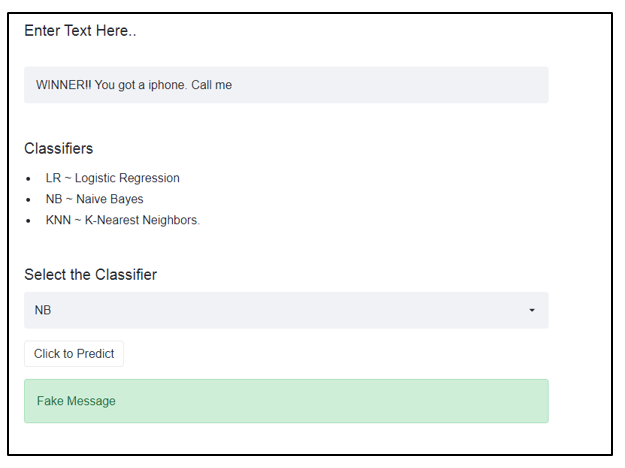 Enter Text Here..
WINNER!! You got a iphone. Call me
Classifiers
• LR ~ Logistic Regression
• NB ~ Naive Bayes
• KNN ~ K-Nearest Neighbors.
Select the Classifier
NB
Click to Predict
Fake Message